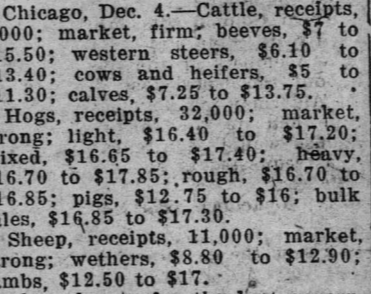 Chicago, Dec. 4.—Cattle, receipts,
000; market, firm; beeves, $7 to
5.50; western steers, $6.10 to
13.40; cows and heifers, $5 to
1.30; calves, $7.25 to $13.75.
Hogs, receipts, 32,000; market,
rong; light, $16.40 to $17.20;
ixed, $16.65 to $17.40; heavy,
16.70 to $17.85; rough, $16.70 to
16.85; pigs, $12.75 to $16; bulk
les, $16.85 to $17.30.
Sheep, receipts, 11,000; market,
rong; wethers, $8.80 to $12.90;
mbs, $12.50 to $17.